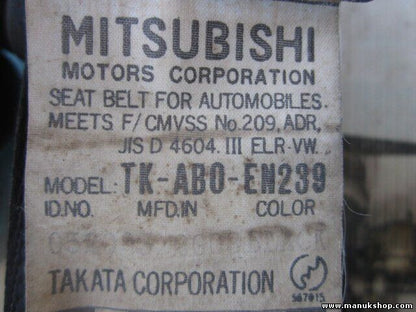 MITSUBISHI
MOTORS CORPORATION
SEAT BELT FOR AUTOMOBILES.
MEETS F/CMVSS No.209, ADR,
JIS D 4604. III ELR-VW.
MODEL: TK-AB0-EN239
ID.NO. MFD.IN COLOR
TAKATA CORPORATION
www.manukshop.com